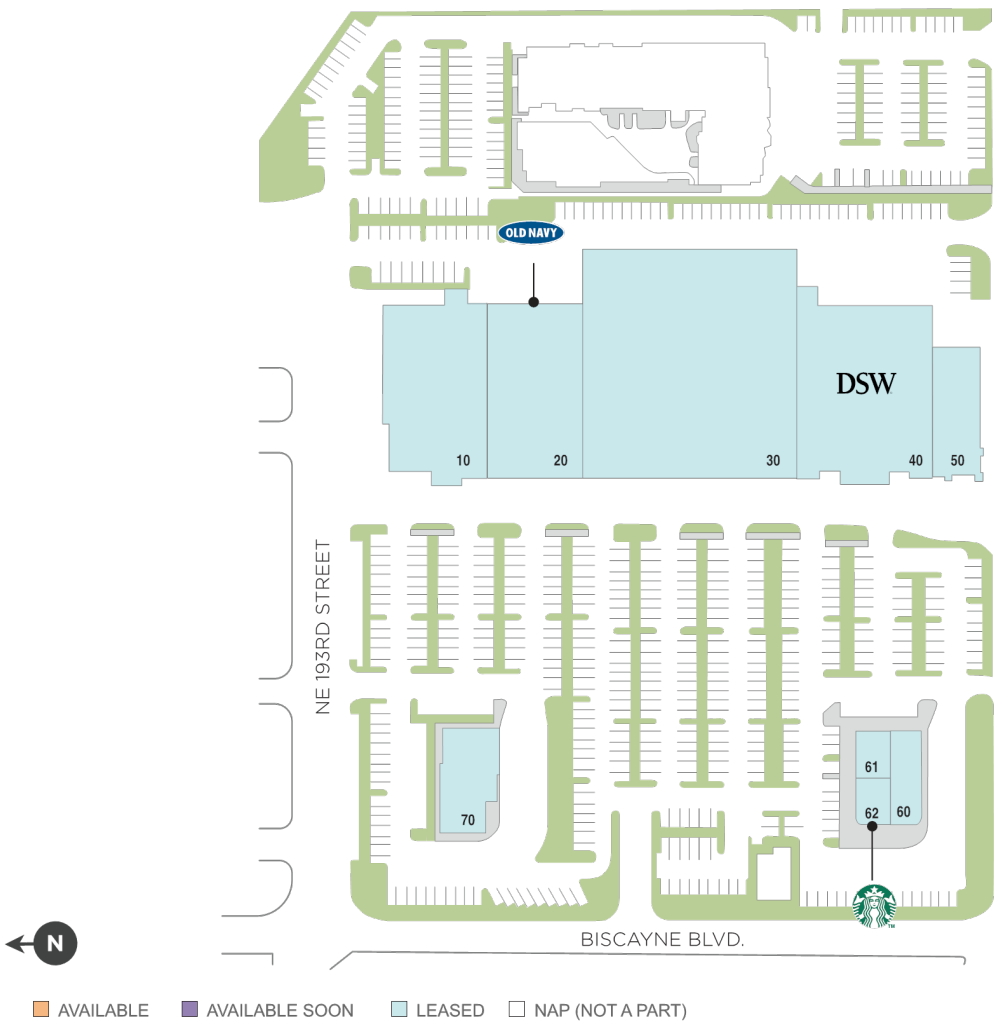 OLD NAVY
DSW
10
20
30
40
50
NE 193RD STREET
61
62
60
70
TM
BISCAYNE BLVD.
N
AVAILABLE
AVAILABLE SOON
LEASED
NAP (NOT A PART)